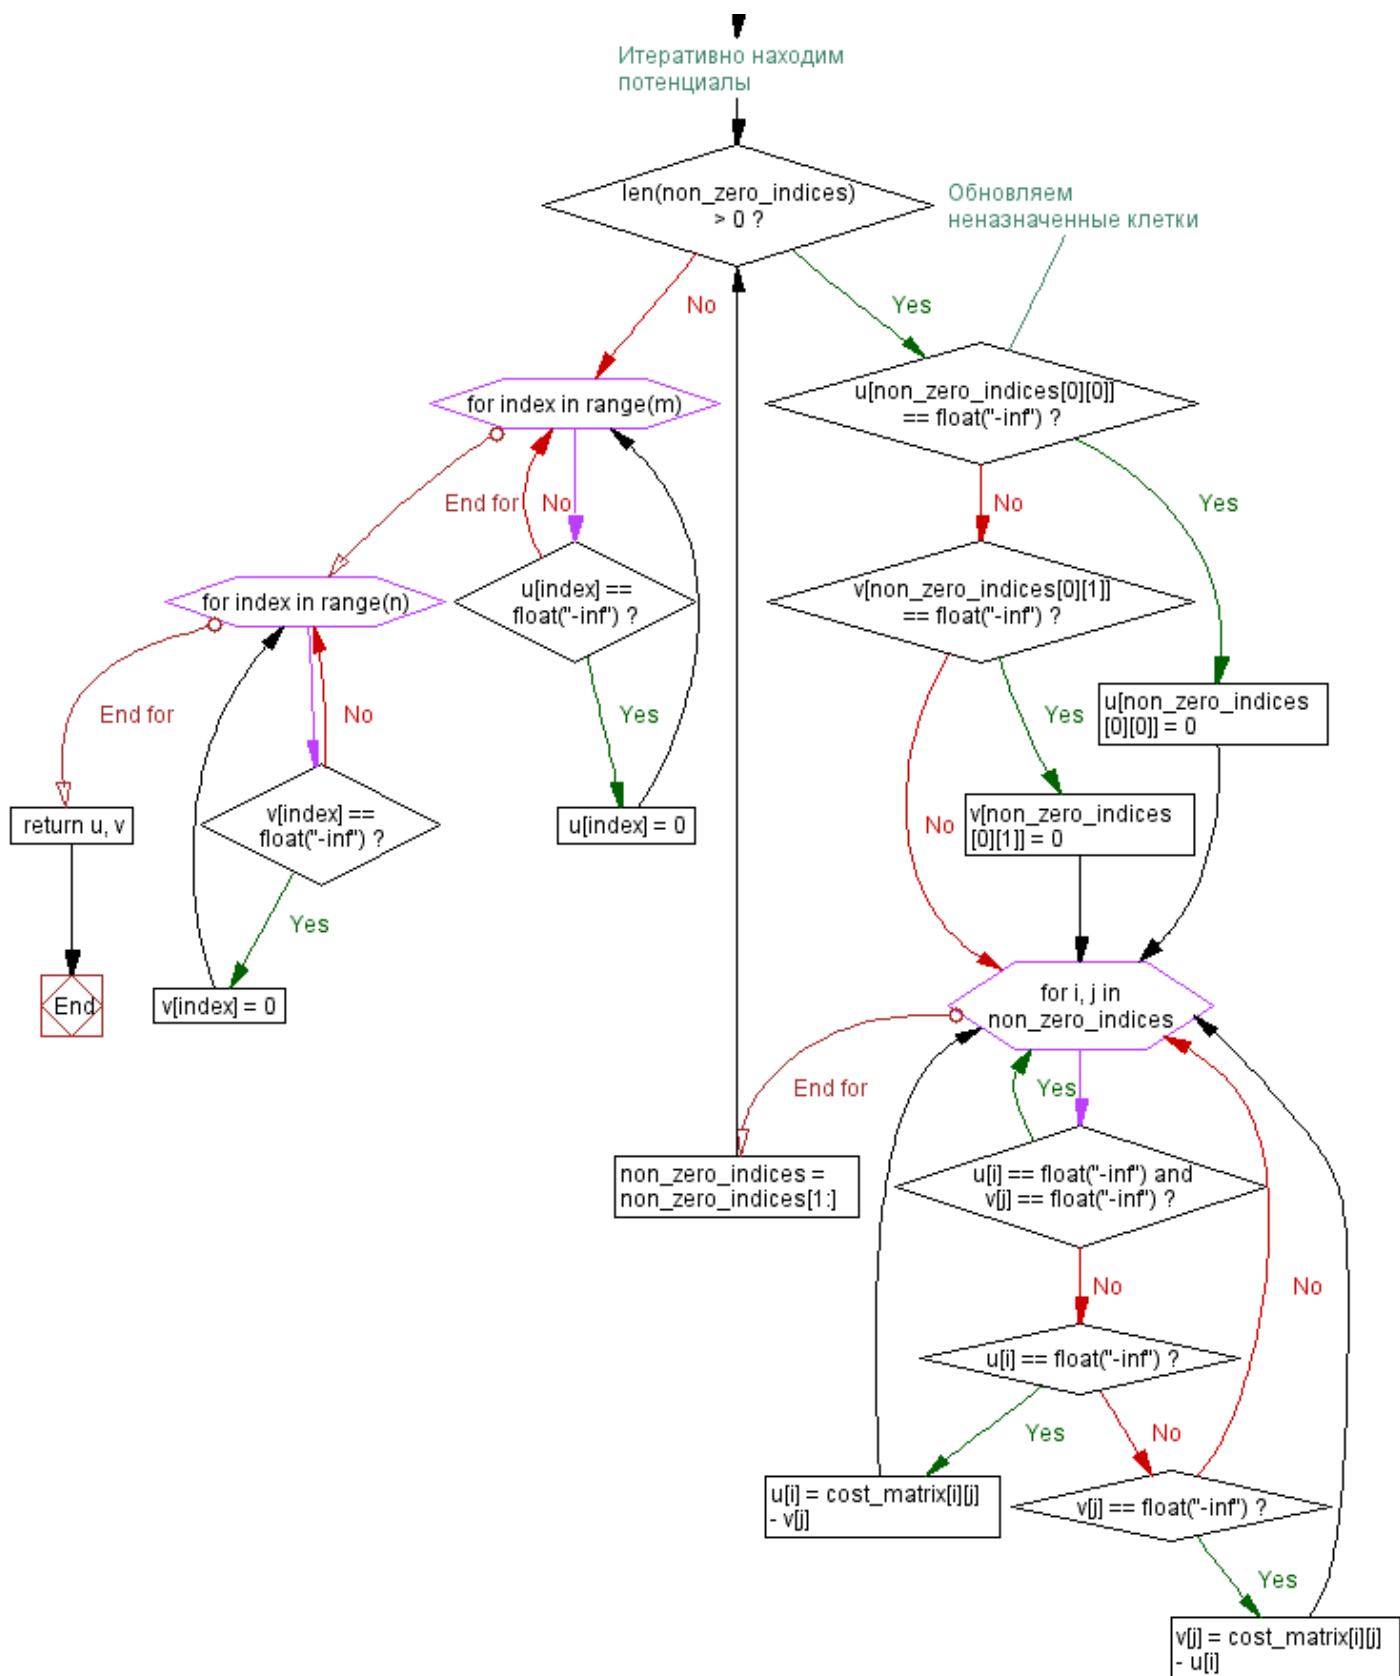 Итеративно находим
потенциалы
len(non_zero_indices)
> 0 ?
Обновляем
неназначенные клетки
No
Yes
for index in range(m)
u[non_zero_indices[0][0]]
== float("-inf") ?
End for
No
No
Yes
for index in range(n)
u[index] ==
float("-inf") ?
v[non_zero_indices[0][1]]
== float("-inf") ?
End for
No
Yes
Yes
u[non_zero_indices
[0][0]] = 0
return u, v
v[index] ==
float("-inf") ?
u[index] = 0
No
v[non_zero_indices
[0][1]] = 0
Yes
End
v[index] = 0
for i, j in
non_zero_indices
End for
Yes
non_zero_indices =
non_zero_indices[1:]
u[i] == float("-inf") and
v[j] == float("-inf") ?
No
No
u[i] == float("-inf") ?
Yes
No
u[i] = cost_matrix[i][j]
- v[j]
v[j] == float("-inf") ?
Yes
v[j] = cost_matrix[i][j]
- u[i]